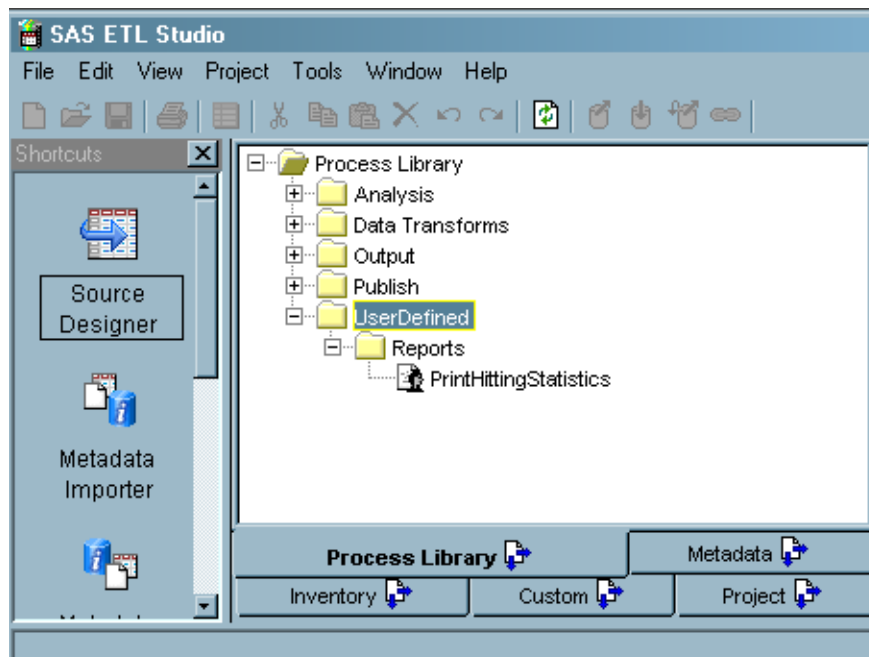 SAS ETL Studio
File Edit View Project Tools Window Help
Shortcuts
Source
Designer
Metadata
Importer
Process Library
Analysis
Data Transforms
Output
Publish
UserDefined
Reports
PrintHittingStatistics
Process Library
Metadata
Inventory
Custom
Project